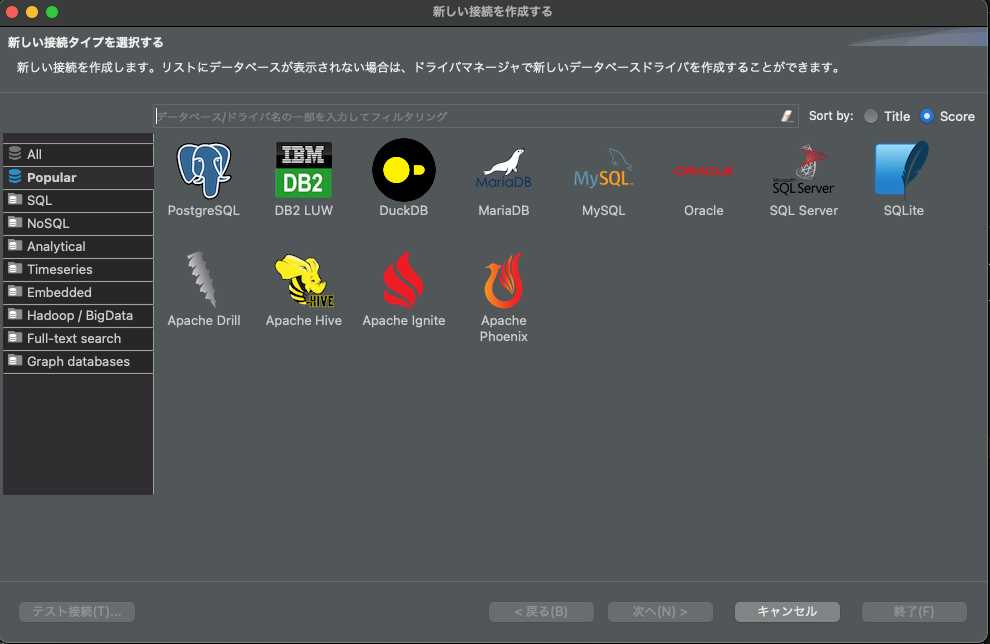 新しい接続を作成する
新しい接続タイプを選択する
新しい接続を作成します。リストにデータベースが表示されない場合は、ドライバマネージャで新しいデータベースドライバを作成することができます。
データベース/ドライバ名の一部を入力してフィルタリング
Sort by: Title Score
All
Popular
SQL
NoSQL
Analytical
Timeseries
Embedded
Hadoop / BigData
Full-text search
Graph databases
IBM
DB2
MariaDB
MySQL
ORACLE
Microsoft
SQL Server
PostgreSQL DB2 LUW DuckDB MariaDB MySQL Oracle SQL Server SQLite
HIVE
Apache Drill Apache Hive Apache Ignite Apache
Phoenix
テスト接続(T)... < 戻る(B) 次へ(N) > キャンセル 終了(F)